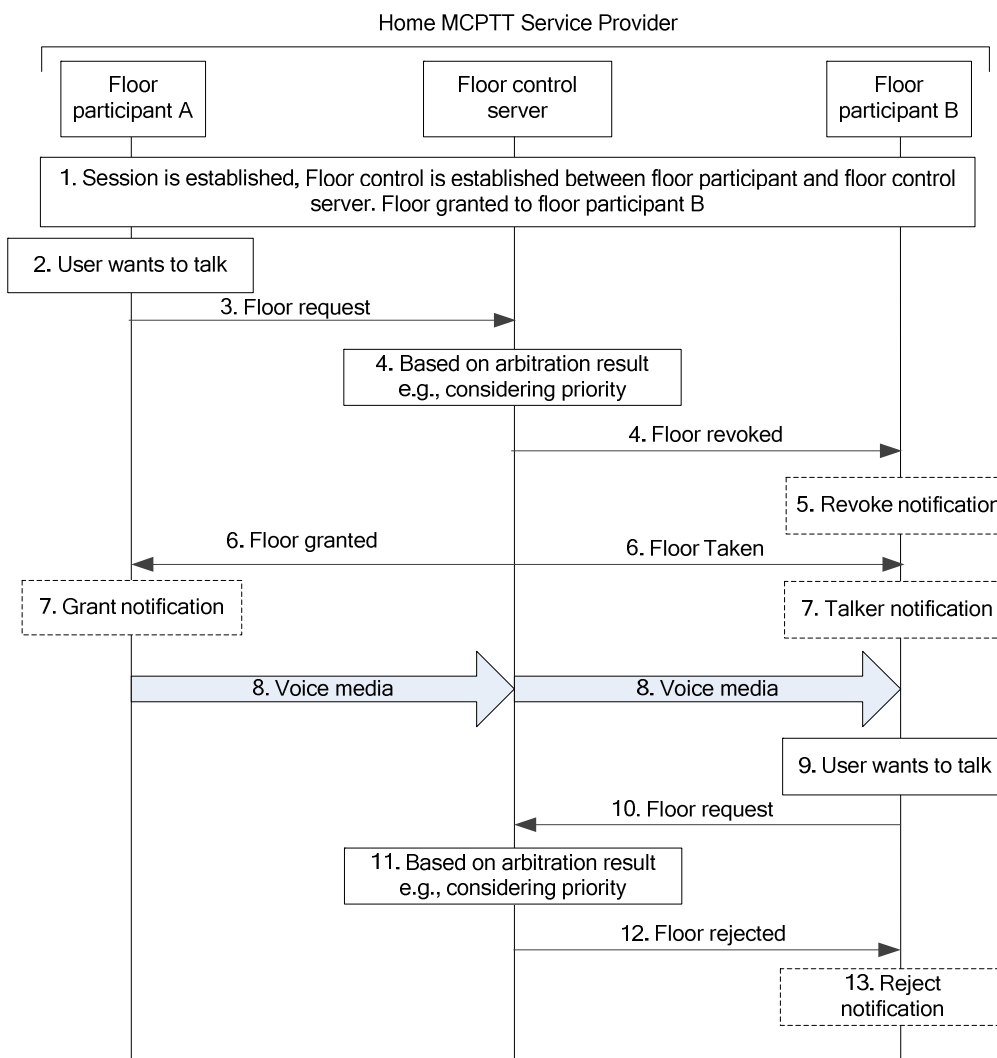 Home MCPTT Service Provider
Floor
participant A
Floor control
server
Floor
participant B
1. Session is established, Floor control is established between floor participant and floor control
server. Floor granted to floor participant B
2. User wants to talk
3. Floor request
4. Based on arbitration result
e.g., considering priority
4. Floor revoked
5. Revoke notification
6. Floor granted
6. Floor Taken
7. Grant notification
7. Talker notification
8. Voice media
8. Voice media
9. User wants to talk
10. Floor request
11. Based on arbitration result
e.g., considering priority
12. Floor rejected
13. Reject
notification